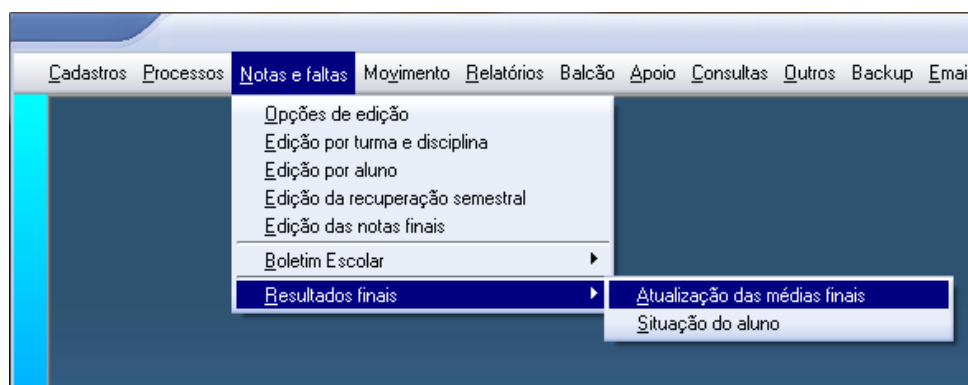 Cadastros Processos Notas e faltas Movimento Relatórios Balcão Apoio Consultas Outros Backup Emai
Opções de edição
Edição por turma e disciplina
Edição por aluno
Edição da recuperação semestral
Edição das notas finais
Boletim Escolar
Resultados finais
Atualização das médias finais
Situação do aluno